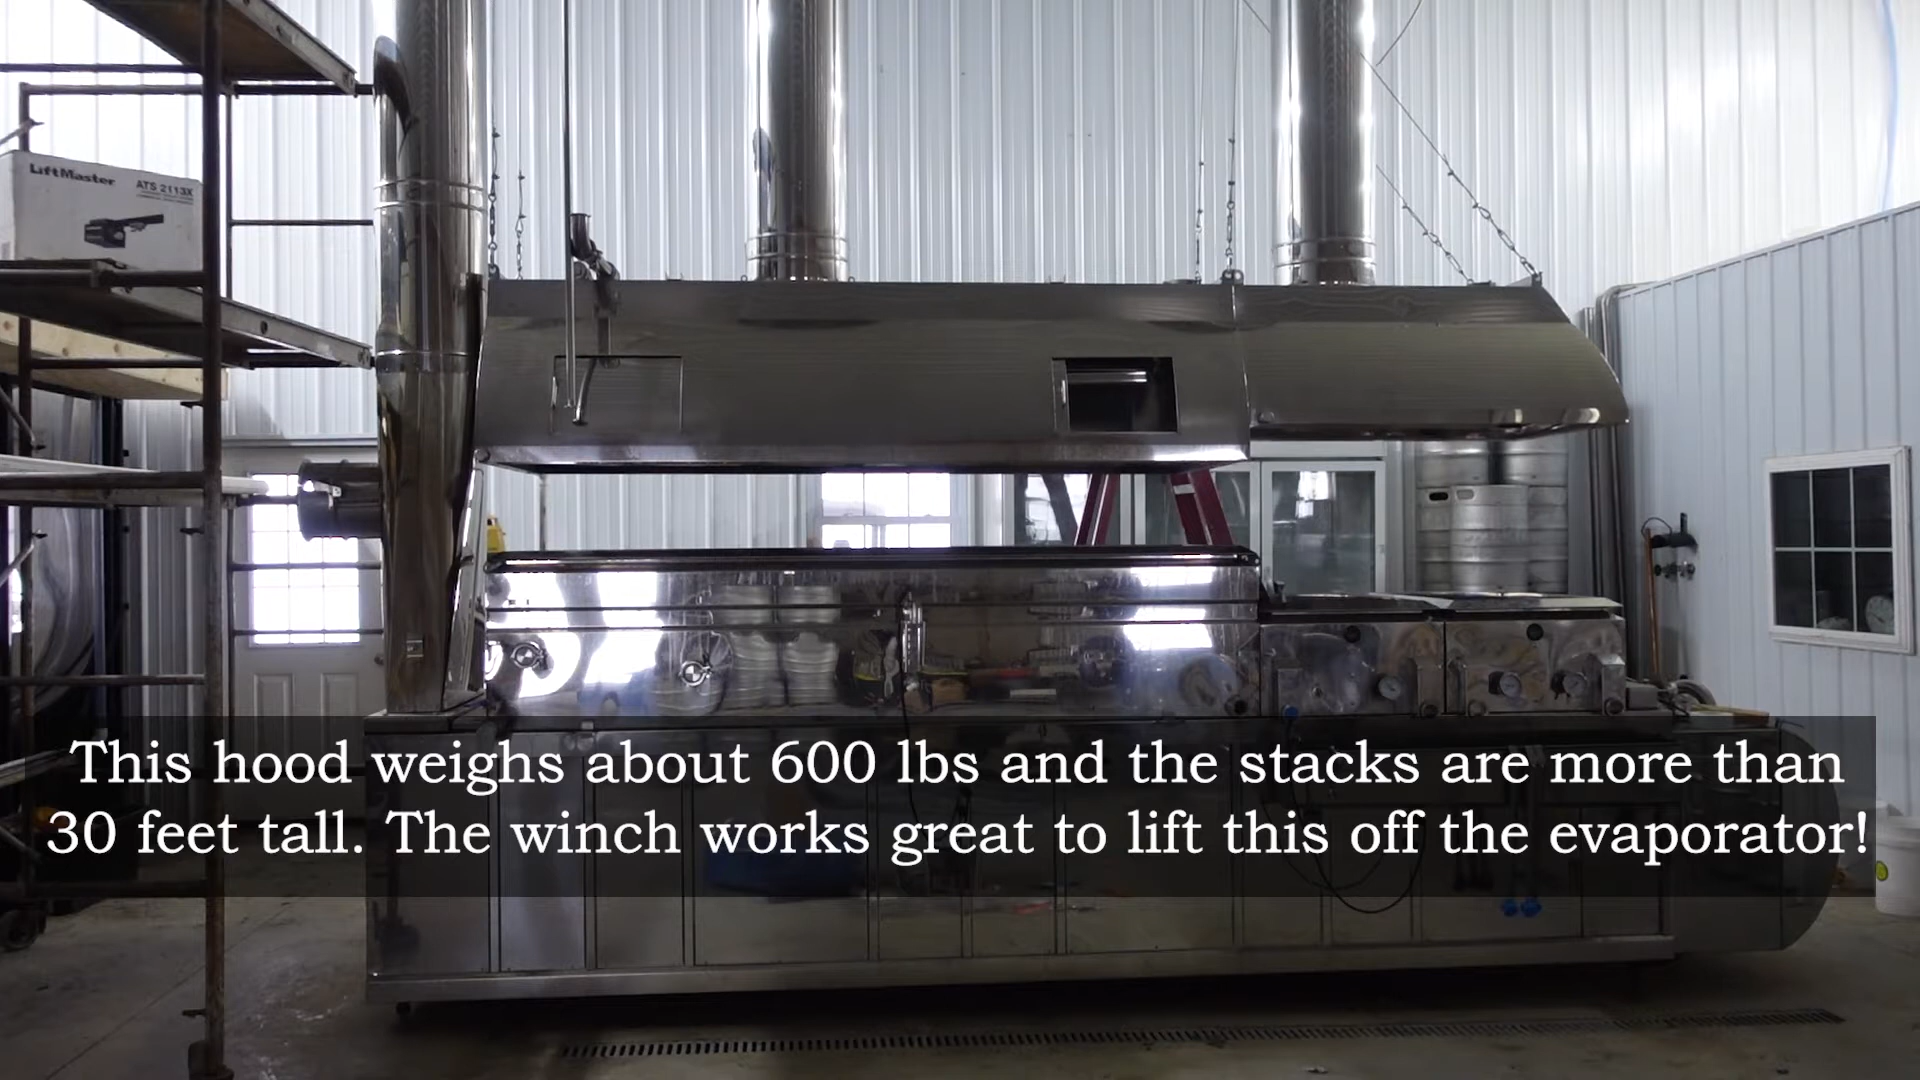 LiftMaster
ATS 2113X
This hood weighs about 600 lbs and the stacks are more than
30 feet tall. The winch works great to lift this off the evaporator!